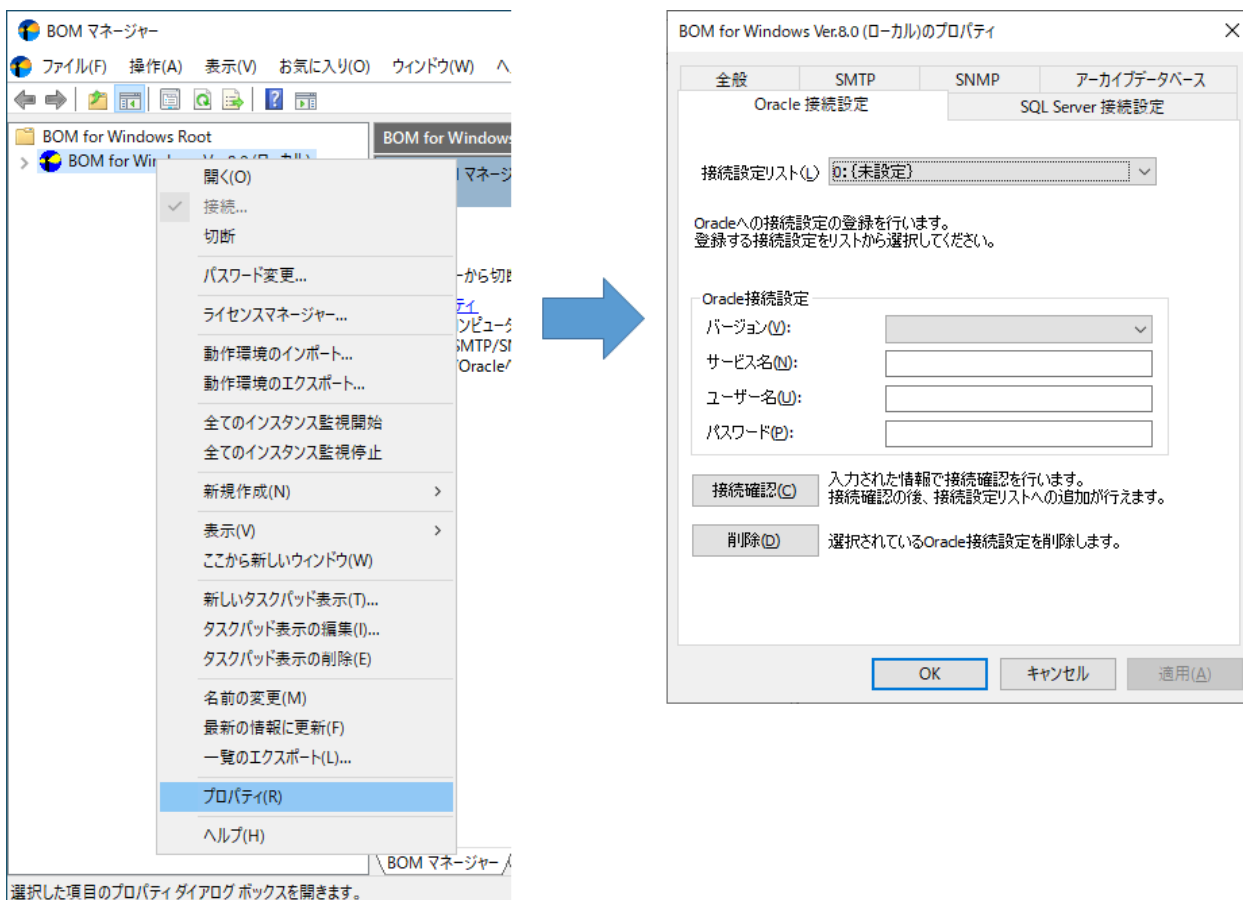 BOM マネージャー
ファイル(F) 操作(A) 表示(V) お気に入り(O) ウィンドウ(W)
BOM for Windows Root
BOM for Windows
BOM for Win
開く(O)
接続...
切断
パスワード変更...
ライセンスマネージャー...
動作環境のインポート...
動作環境のエクスポート...
全てのインスタンス監視開始
全てのインスタンス監視停止
新規作成(N)
表示(V)
ここから新しいウィンドウ(W)
新しいタスクパッド表示(T)...
タスクパッド表示の編集(I)...
タスクパッド表示の削除(E)
名前の変更(M)
最新の情報に更新(F)
一覧のエクスポート(L)...
プロパティ(R)
ヘルプ(H)
マネージ
ーから切
ティ
ンピュータ
SMTP/S
Oracle
BOM マネージャー
選択した項目のプロパティ ダイアログ ボックスを開きます。
BOM for Windows Ver.8.0 (ローカル)のプロパティ
全般 SMTP SNMP アーカイブデータベース
Oracle 接続設定 SQL Server 接続設定
接続設定リスト(L) 0: {未設定}
Oracleへの接続設定の登録を行います。
登録する接続設定をリストから選択してください。
Oracle接続設定
バージョン(V):
サービス名(N):
ユーザー名(U):
パスワード(P):
接続確認(C) 入力された情報で接続確認を行います。
接続確認の後、接続設定リストへの追加が行えます。
削除(D) 選択されているOracle接続設定を削除します。
OK キャンセル 適用(A)